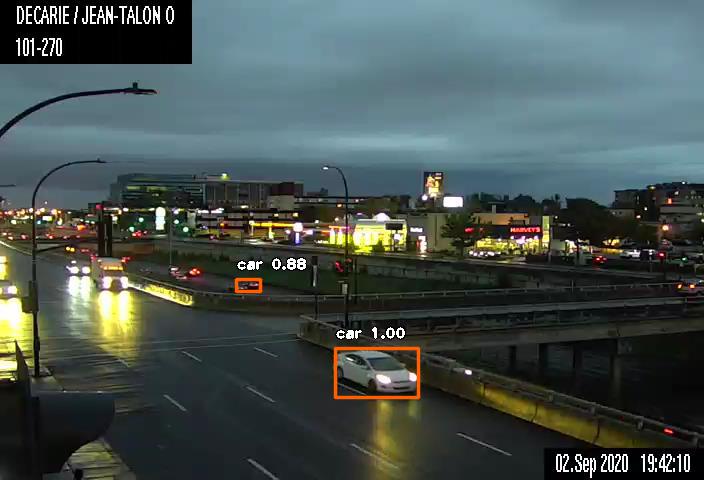 DECARIE / JEAN-TALON O
101-270
HARVEY'S
car 0.88
car 1.00
02.Sep 2020 19:42:10